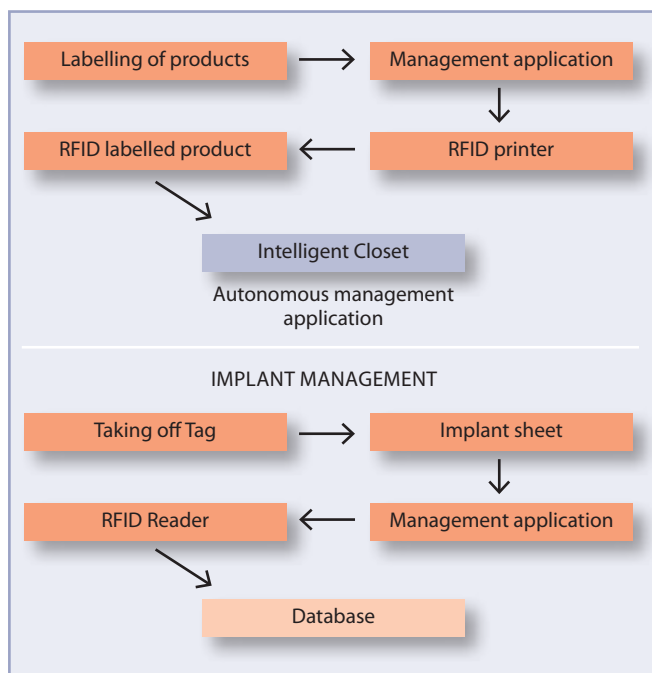 Labelling of products
Management application
RFID labelled product
RFID printer
Intelligent Closet
Autonomous management
application
IMPLANT MANAGEMENT
Taking off Tag
Implant sheet
RFID Reader
Management application
Database